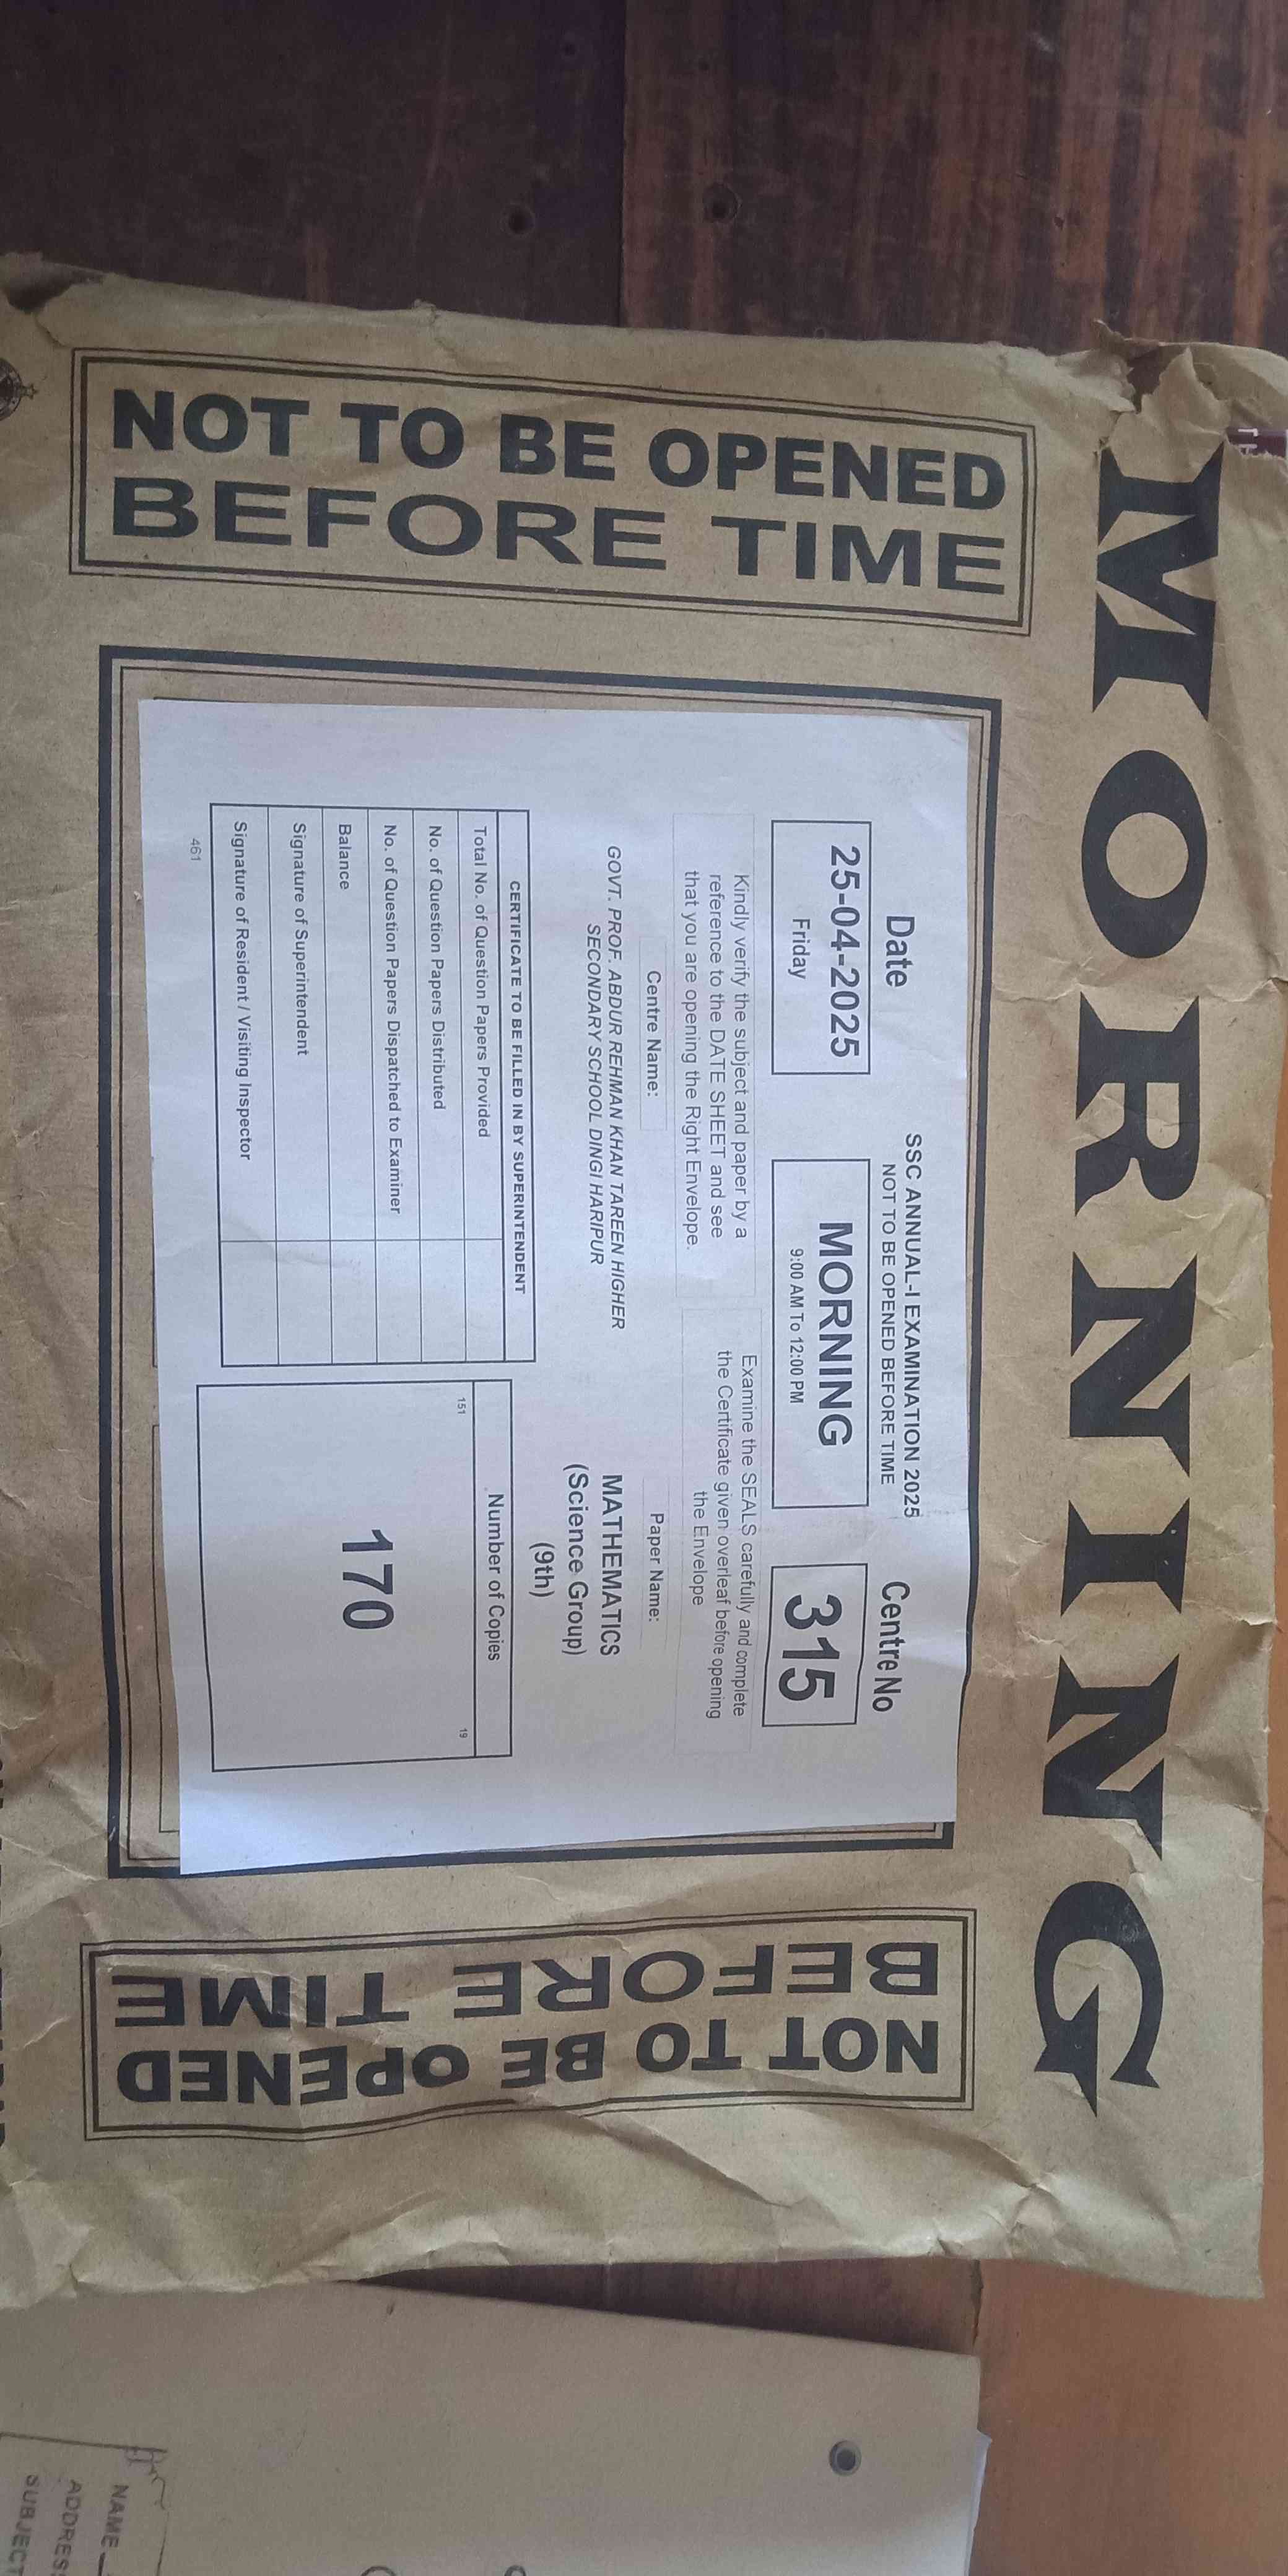 MORNING
NOT TO BE OPENED
BEFORE TIME
SSC ANNUAL-I EXAMINATION 2025
NOT TO BE OPENED BEFORE TIME
Date
25-04-2025
Friday
MORNING
9:00 AM To 12:00 PM
Centre No
315
Kindly verify the subject and paper by a
reference to the DATE SHEET and see
that you are opening the Right Envelope.
Examine the SEALS carefully and complete
the Certificate given overleaf before opening
the Envelope
Centre Name:
GOVT. PROF. ABDUR REHMAN KHAN TAREEN HIGHER
SECONDARY SCHOOL DINGI HARIPUR
Paper Name:
MATHEMATICS
(Science Group)
(9th)
CERTIFICATE TO BE FILLED IN BY SUPERINTENDENT
Total No. of Question Papers Provided
No. of Question Papers Distributed
No. of Question Papers Dispatched to Examiner
Balance
Signature of Superintendent
Signature of Resident / Visiting Inspector
461
Number of Copies
151
19
170
NOT TO BE OPENED
BEFORE TIME
NAME
ADDRES
SUBJECT